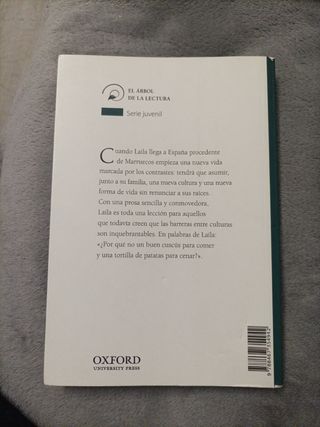 EL ÁRBOL
DE LA LECTURA
Serie juvenil
Cuando Laila llega a España procedente
de Marruecos empieza una nueva vida
marcada por los contrastes: tendrá que asumir,
junto a su familia, una nueva cultura y una nueva
forma de vida sin renunciar a sus raíces.
Con una prosa sencilla y conmovedora,
Laila es toda una lección para aquellos
que todavía creen que las barreras entre culturas
son inquebrantables. En palabras de Laila:
«¿Por qué no un buen cuscús para comer
y una tortilla de patatas para cenar?».
OXFORD
UNIVERSITY PRESS